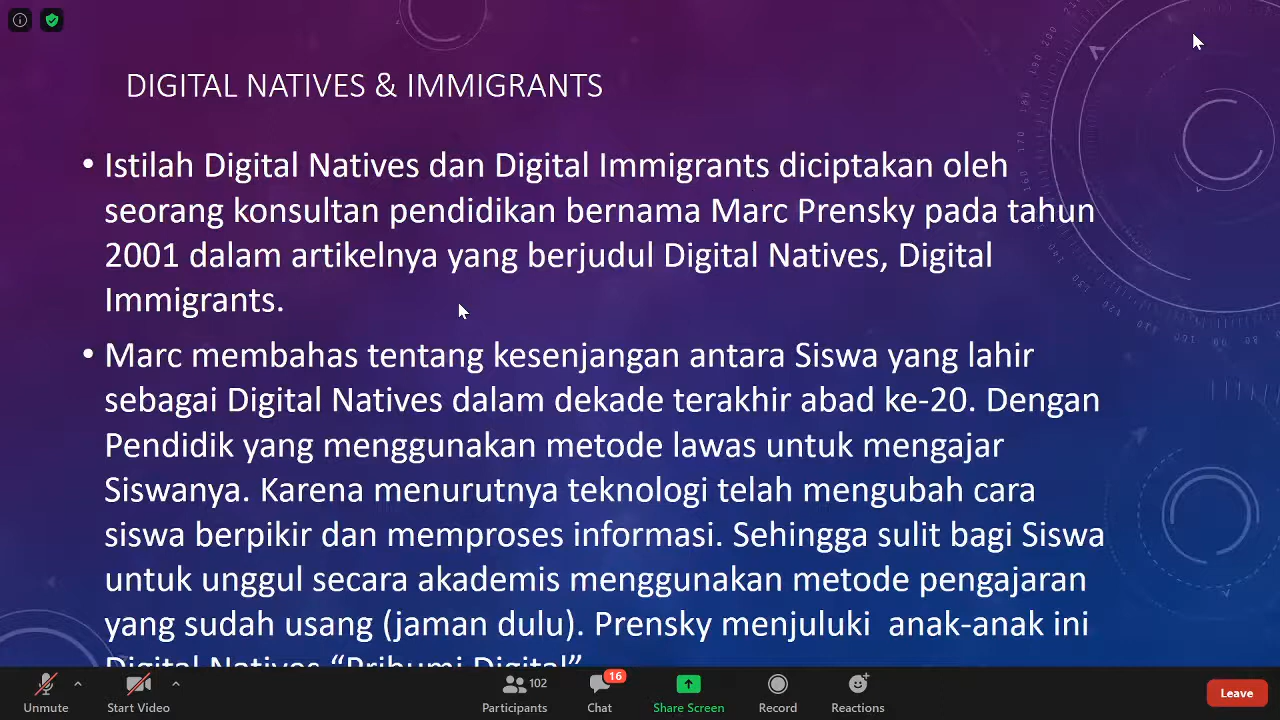 DIGITAL NATIVES & IMMIGRANTS
• Istilah Digital Natives dan Digital Immigrants diciptakan oleh
seorang konsultan pendidikan bernama Marc Prensky pada tahun
2001 dalam artikelnya yang berjudul Digital Natives, Digital
Immigrants.
• Marc membahas tentang kesenjangan antara Siswa yang lahir
sebagai Digital Natives dalam dekade terakhir abad ke-20. Dengan
Pendidik yang menggunakan metode lawas untuk mengajar
Siswanya. Karena menurutnya teknologi telah mengubah cara
siswa berpikir dan memproses informasi. Sehingga sulit bagi Siswa
untuk unggul secara akademis menggunakan metode pengajaran
yang sudah usang (jaman dulu). Prensky menjuluki  anak-anak ini
Digital Natives “Pribumi Digital”
Unmute
Start Video
Participants
102
Chat
16
Share Screen
Record
Reactions
Leave